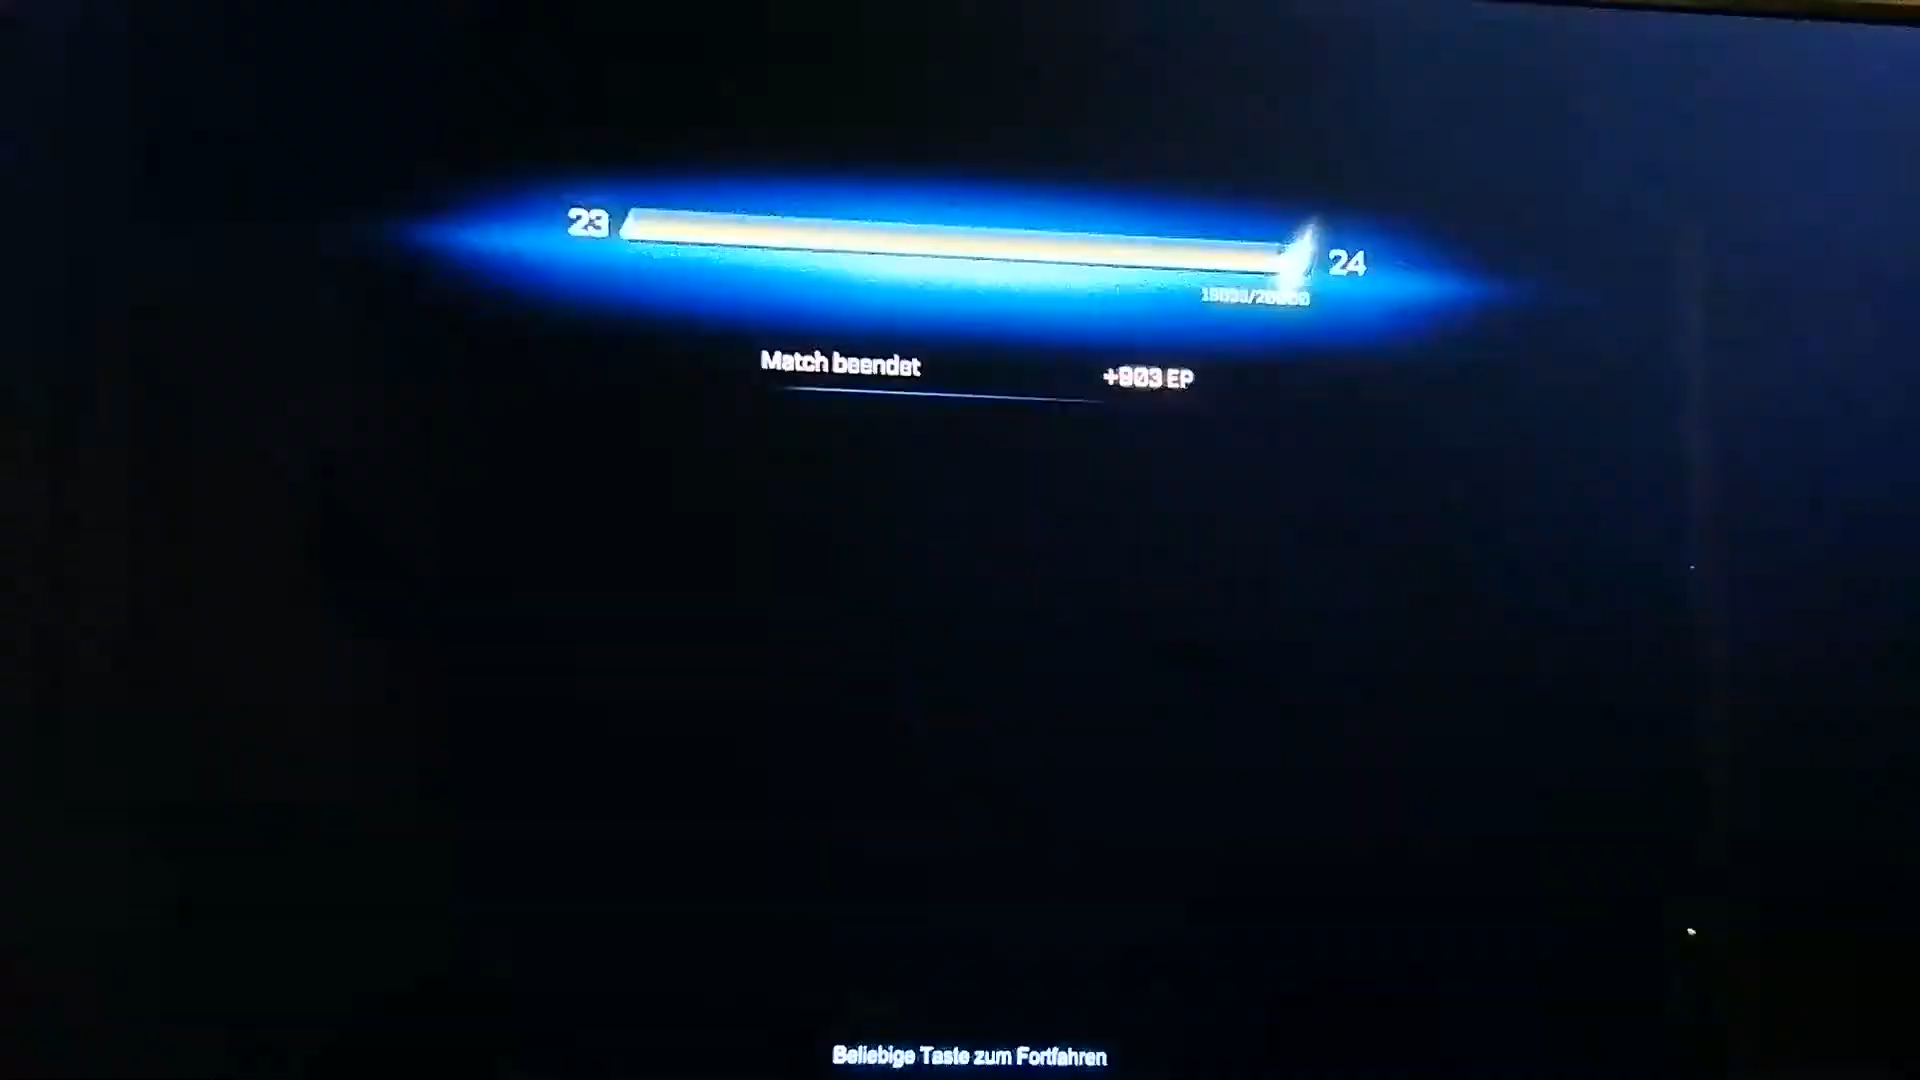 23
24
Match beendet
+903 EP
Beliebige Taste zum Fortfahren